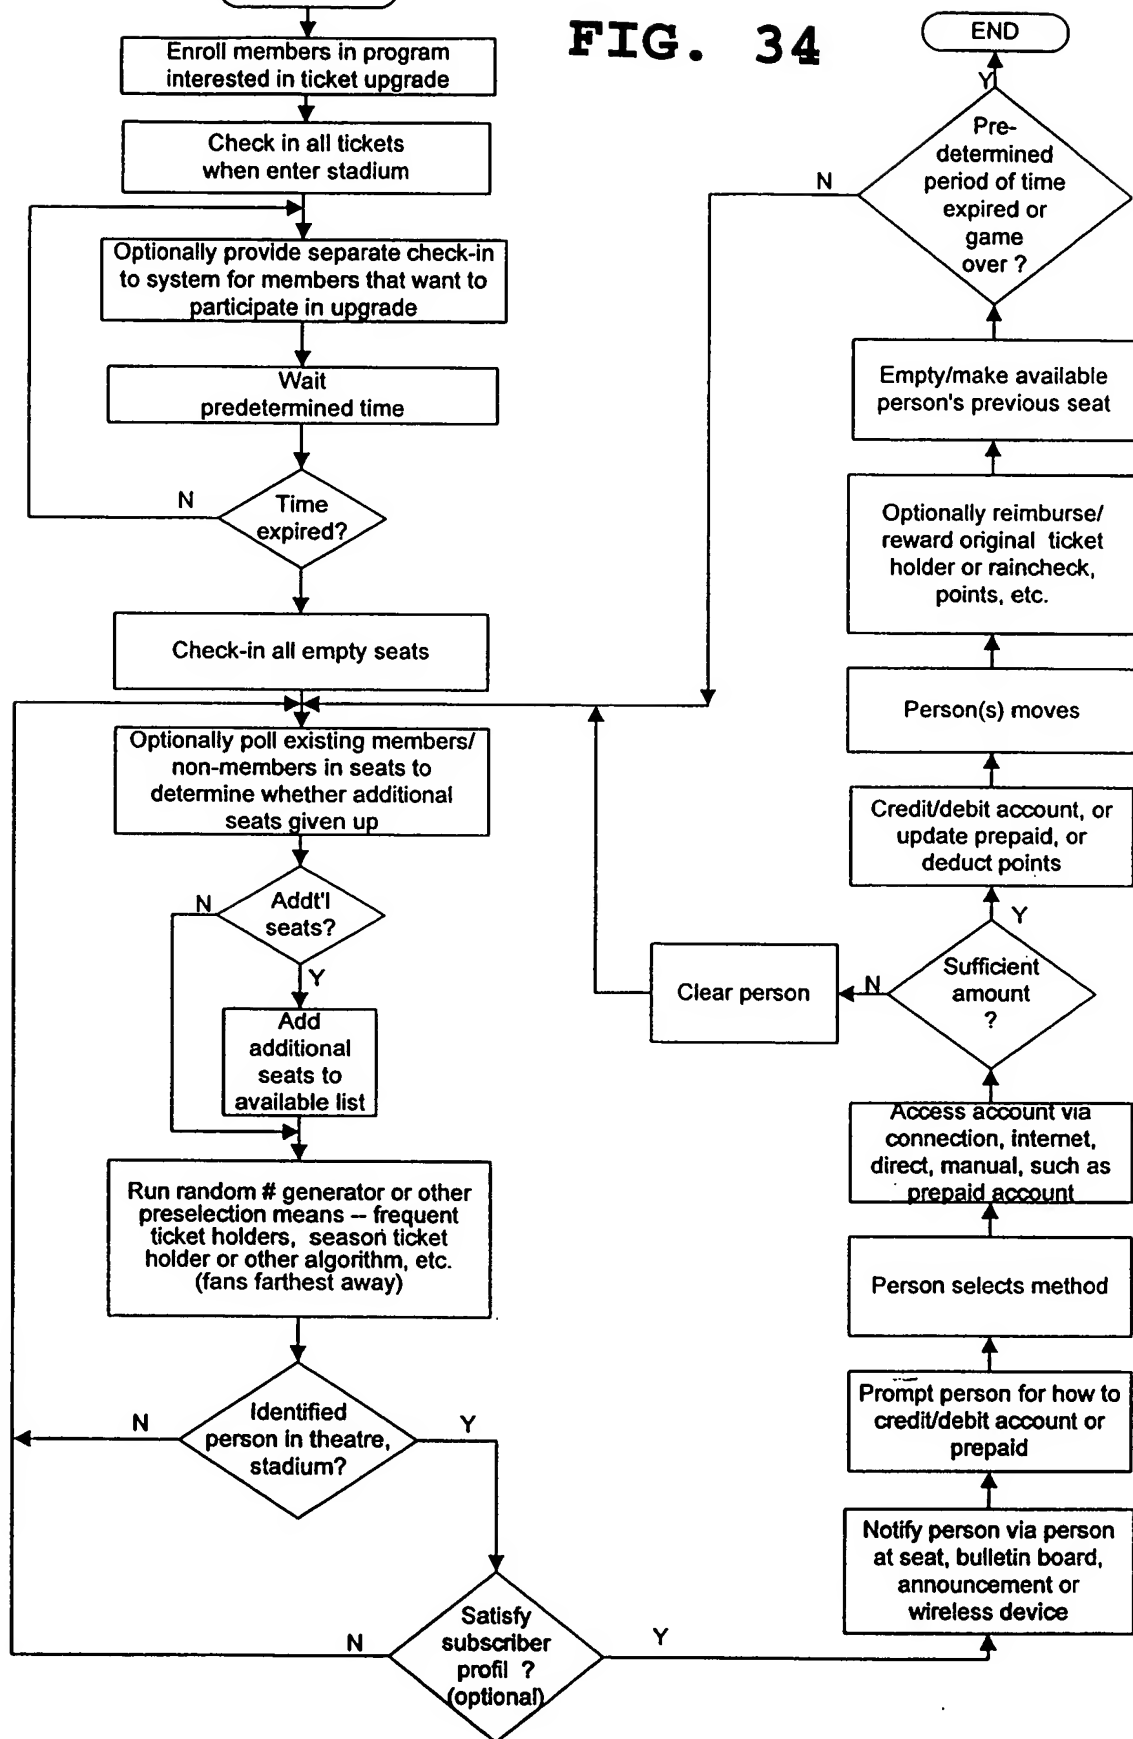 FIG. 34
Enroll members in program
interested in ticket upgrade
Check in all tickets
when enter stadium
Optionally provide separate check-in
to system for members that want to
participate in upgrade
Wait
predetermined time
N
Time
expired?
Check-in all empty seats
Optionally poll existing members/
non-members in seats to
determine whether additional
seats given up
N
Addt'l
seats?
Y
Add
additional
seats to
available list
Run random # generator or other
preselection means -- frequent
ticket holders, season ticket
holder or other algorithm, etc.
(fans farthest away)
N
Identified
person in theatre,
stadium?
Y
N
Satisfy
subscriber
profil ?
(optional)
Y
Notify person via person
at seat, bulletin board,
announcement or
wireless device
Prompt person for how to
credit/debit account or
prepaid
Person selects method
Access account via
connection, internet,
direct, manual, such as
prepaid account
Sufficient
amount
?
N
Clear person
Y
Credit/debit account, or
update prepaid, or
deduct points
Person(s) moves
Optionally reimburse/
reward original ticket
holder or raincheck,
points, etc.
Empty/make available
person's previous seat
Pre-
determined
period of time
expired or
game
over ?
N
Y
END